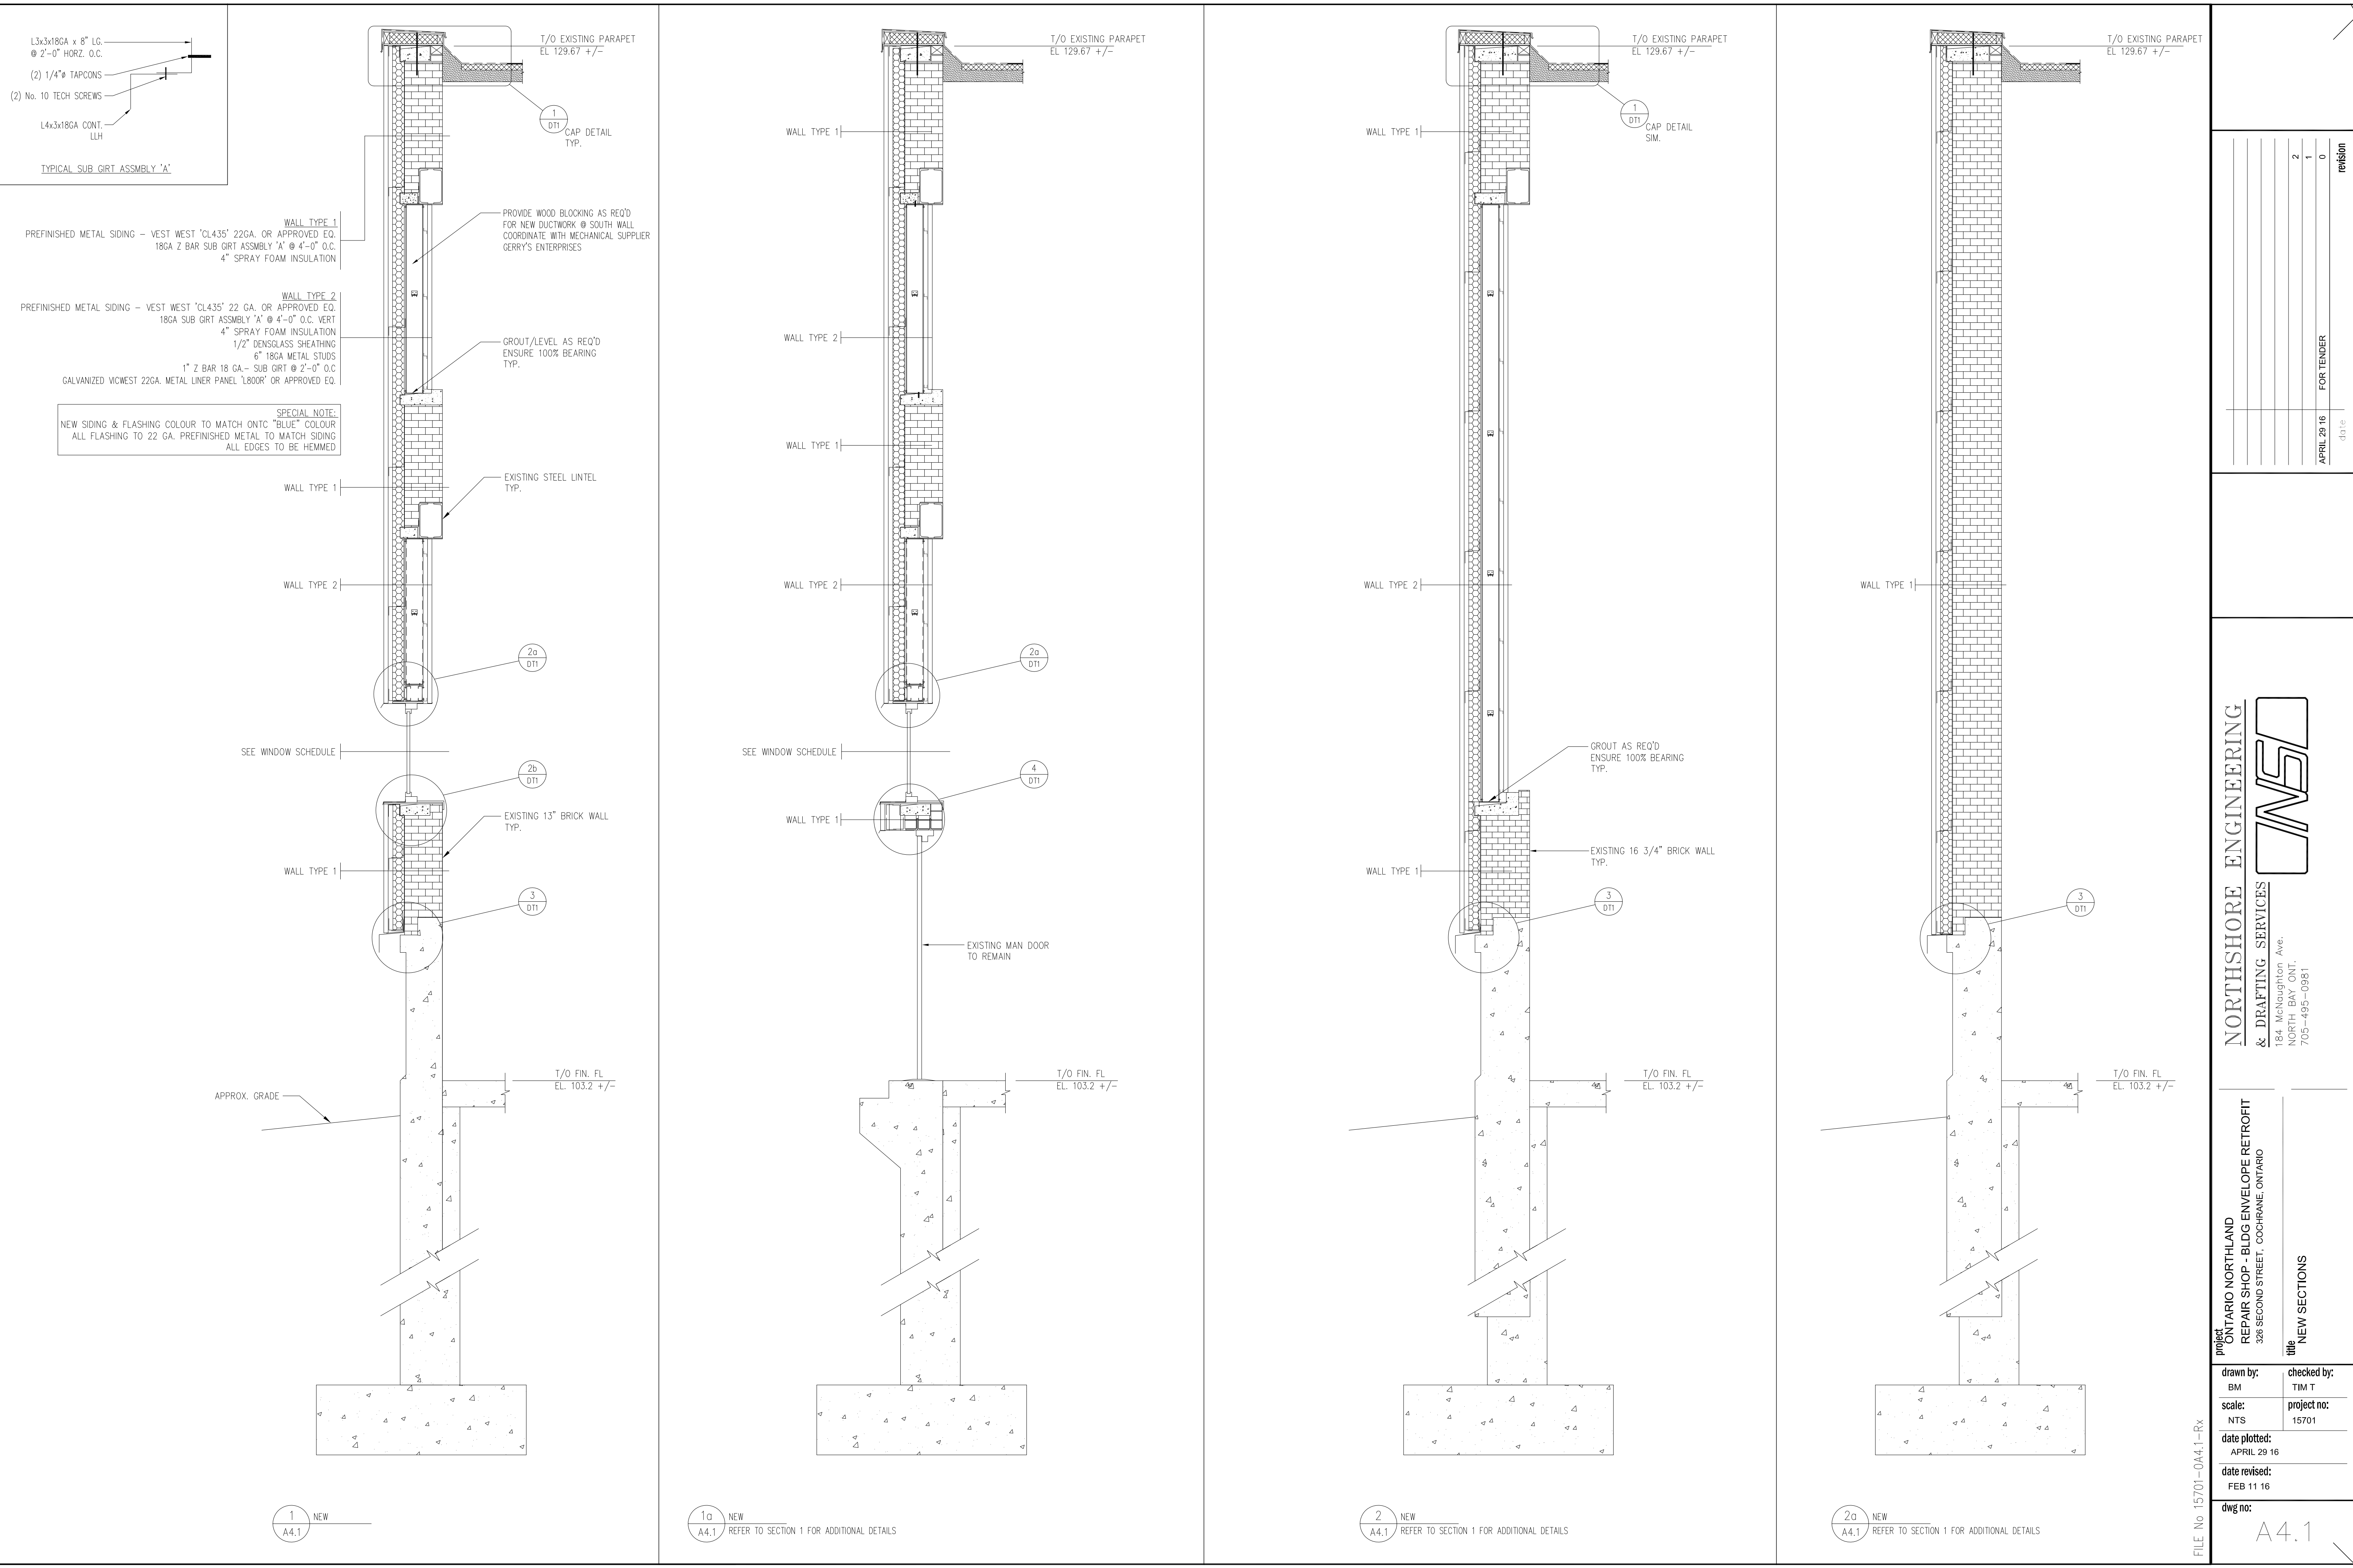 L3x3x18GA x 8" LG.
@ 2'-0" HORZ. O.C.
(2) 1/4"ø TAPCONS
(2) No. 10 TECH SCREWS
L4x3x18GA CONT.
LLH
TYPICAL SUB GIRT ASSMBLY 'A'
WALL TYPE 1
PREFINISHED METAL SIDING - VEST WEST 'CL435' 22GA. OR APPROVED EQ.
18GA Z BAR SUB GIRT ASSMBLY 'A' @ 4'-0" O.C.
4" SPRAY FOAM INSULATION
WALL TYPE 2
PREFINISHED METAL SIDING - VEST WEST 'CL435' 22 GA. OR APPROVED EQ.
18GA SUB GIRT ASSMBLY 'A' @ 4'-0" O.C. VERT
4" SPRAY FOAM INSULATION
1/2" DENSGLASS SHEATHING
6" 18GA METAL STUDS
1" Z BAR 18 GA.- SUB GIRT @ 2'-0" O.C
GALVANIZED VICWEST 22GA. METAL LINER PANEL 'L800R' OR APPROVED EQ.
SPECIAL NOTE:
NEW SIDING & FLASHING COLOUR TO MATCH ONTC "BLUE" COLOUR
ALL FLASHING TO 22 GA. PREFINISHED METAL TO MATCH SIDING
ALL EDGES TO BE HEMMED
WALL TYPE 1
WALL TYPE 2
SEE WINDOW SCHEDULE
WALL TYPE 1
APPROX. GRADE
T/O EXISTING PARAPET
EL 129.67 +/-
1
DT1
CAP DETAIL
TYP.
PROVIDE WOOD BLOCKING AS REQ'D
FOR NEW DUCTWORK @ SOUTH WALL
COORDINATE WITH MECHANICAL SUPPLIER
GERRY'S ENTERPRISES
GROUT/LEVEL AS REQ'D
ENSURE 100% BEARING
TYP.
EXISTING STEEL LINTEL
TYP.
2a
DT1
2b
DT1
EXISTING 13" BRICK WALL
TYP.
3
DT1
T/O FIN. FL
EL. 103.2 +/-
1
A4.1
NEW
T/O EXISTING PARAPET
EL 129.67 +/-
WALL TYPE 1
WALL TYPE 2
WALL TYPE 1
WALL TYPE 2
2a
DT1
SEE WINDOW SCHEDULE
4
DT1
WALL TYPE 1
EXISTING MAN DOOR
TO REMAIN
T/O FIN. FL
EL. 103.2 +/-
1a
A4.1
NEW
REFER TO SECTION 1 FOR ADDITIONAL DETAILS
T/O EXISTING PARAPET
EL 129.67 +/-
WALL TYPE 1
1
DT1
CAP DETAIL
SIM.
WALL TYPE 2
GROUT AS REQ'D
ENSURE 100% BEARING
TYP.
EXISTING 16 3/4" BRICK WALL
TYP.
WALL TYPE 1
3
DT1
T/O FIN. FL
EL. 103.2 +/-
2
A4.1
NEW
REFER TO SECTION 1 FOR ADDITIONAL DETAILS
T/O EXISTING PARAPET
EL 129.67 +/-
WALL TYPE 1
3
DT1
T/O FIN. FL
EL. 103.2 +/-
2a
A4.1
NEW
REFER TO SECTION 1 FOR ADDITIONAL DETAILS
FILE No 15701-0A4.1-Rx
2
1
0
revision
APRIL 29 16
FOR TENDER
date
NORTHSHORE ENGINEERING
& DRAFTING SERVICES
184 McNaughton Ave.
NORTH BAY ONT.
705-495-0981
project
ONTARIO NORTHLAND
REPAIR SHOP - BLDG ENVELOPE RETROFIT
326 SECOND STREET, COCHRANE, ONTARIO
title
NEW SECTIONS
drawn by:
BM
checked by:
TIM T
scale:
NTS
project no:
15701
date plotted:
APRIL 29 16
date revised:
FEB 11 16
dwg no:
A4.1